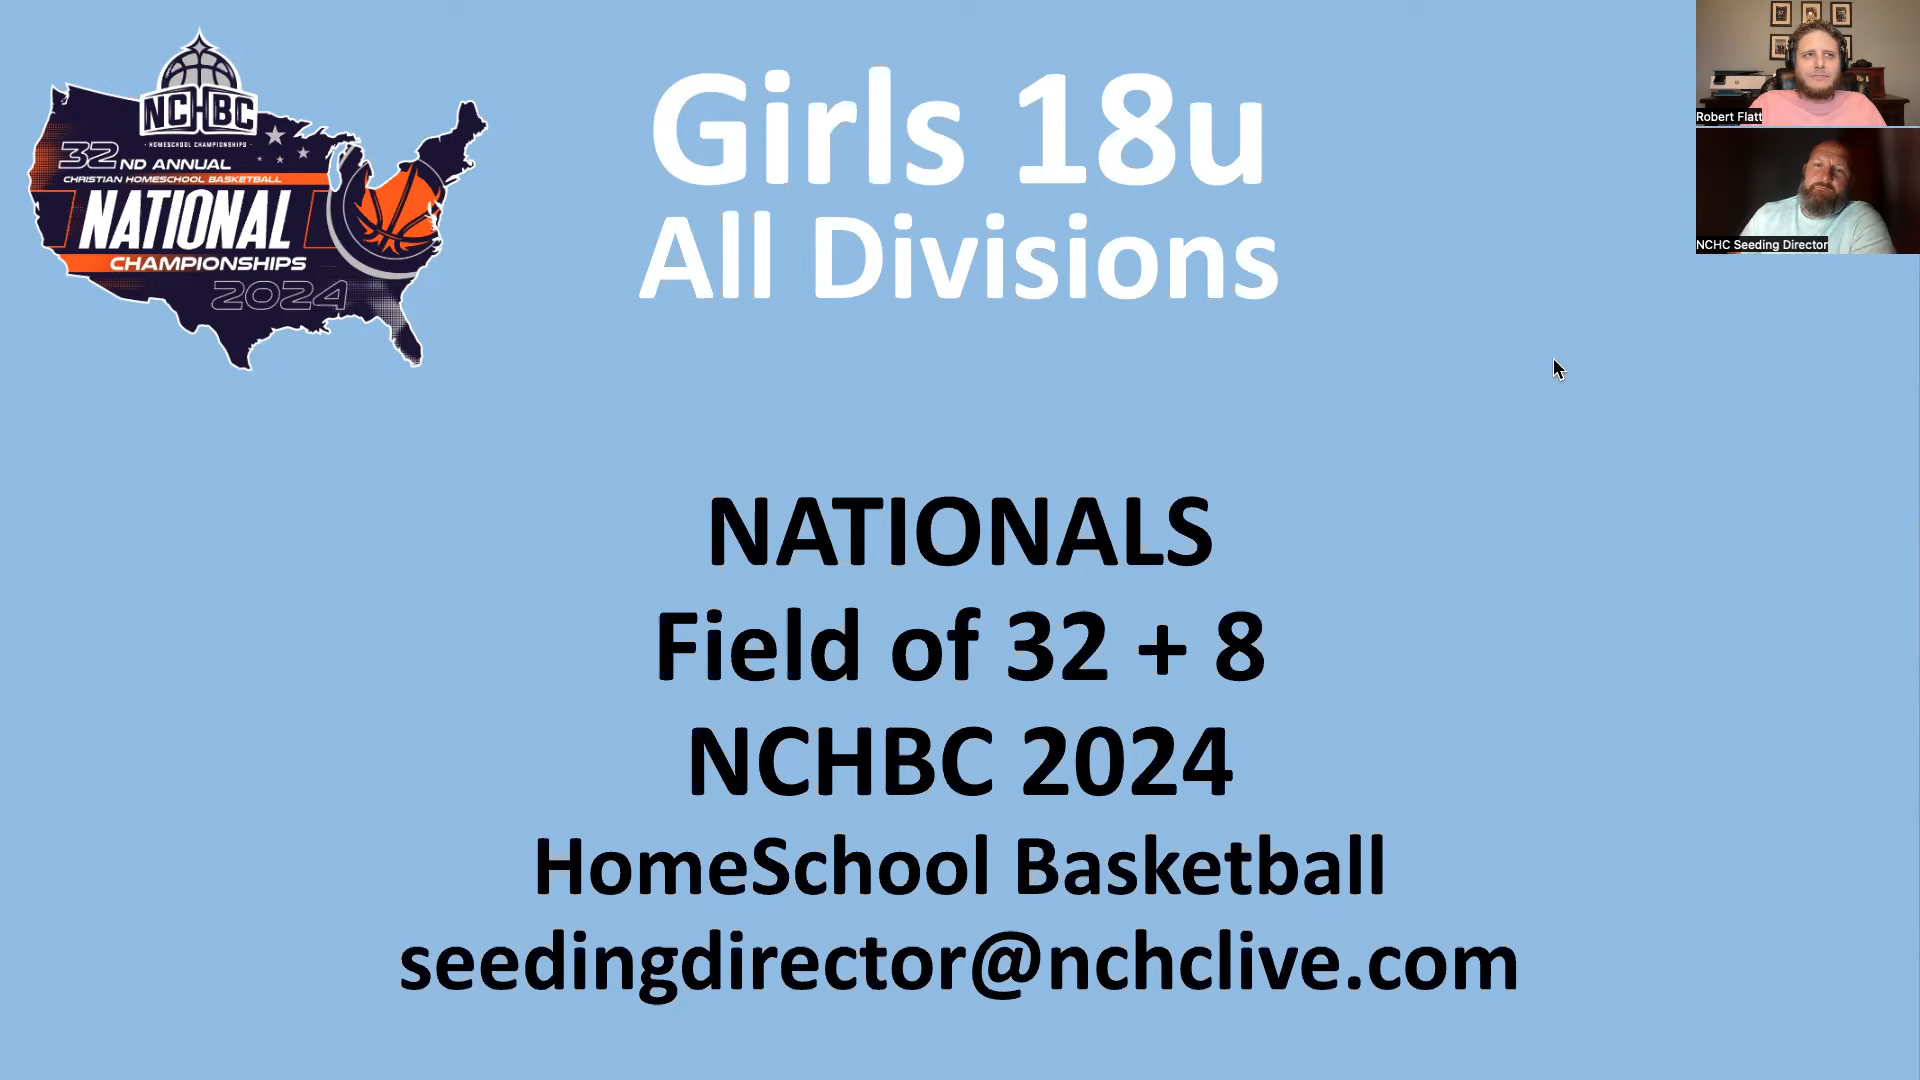 NCHBC
· HOMESCHOOL CHAMPIONSHIPS ·
32ND ANNUAL
CHRISTIAN HOMESCHOOL BASKETBALL
NATIONAL
CHAMPIONSHIPS
2024
Girls 18u
All Divisions
Robert Flatt
NCHC Seeding Director
NATIONALS
Field of 32 + 8
NCHBC 2024
HomeSchool Basketball
seedingdirector@nchclive.com